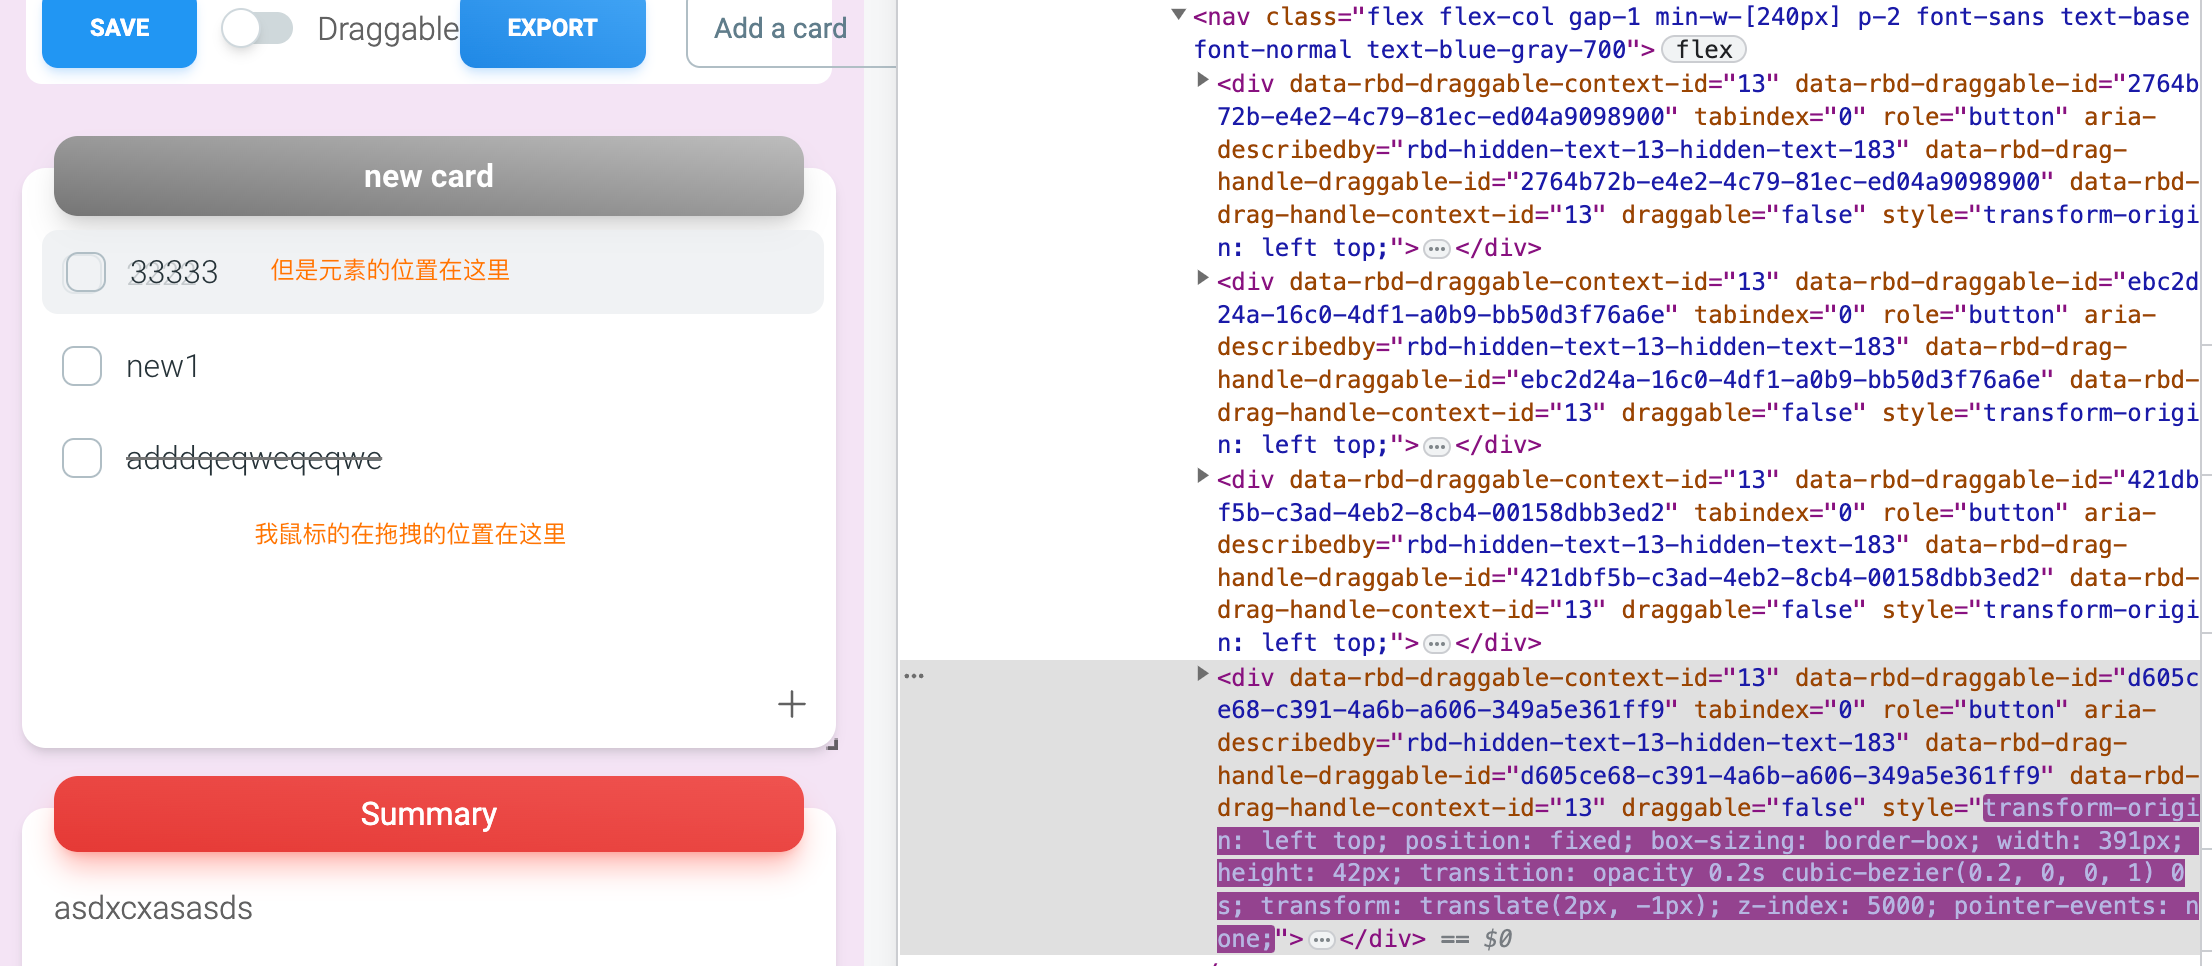 SAVE
Draggable
EXPORT
Add a card
new card
33333
但是元素的位置在这里
new1
adddqeqweqeqwe
我鼠标的在拖拽的位置在这里
Summary
asdxcxasasds
<nav class="flex flex-col gap-1 min-w-[240px] p-2 font-sans text-base
font-normal text-blue-gray-700"> flex
<div data-rbd-draggable-context-id="13" data-rbd-draggable-id="2764b
72b-e4e2-4c79-81ec-ed04a9098900" tabindex="0" role="button" aria-
describedby="rbd-hidden-text-13-hidden-text-183" data-rbd-drag-
handle-draggable-id="2764b72b-e4e2-4c79-81ec-ed04a9098900" data-rbd-
drag-handle-context-id="13" draggable="false" style="transform-origi
n: left top;">…</div>
<div data-rbd-draggable-context-id="13" data-rbd-draggable-id="ebc2d
24a-16c0-4df1-a0b9-bb50d3f76a6e" tabindex="0" role="button" aria-
describedby="rbd-hidden-text-13-hidden-text-183" data-rbd-drag-
handle-draggable-id="ebc2d24a-16c0-4df1-a0b9-bb50d3f76a6e" data-rbd-
drag-handle-context-id="13" draggable="false" style="transform-origi
n: left top;">…</div>
<div data-rbd-draggable-context-id="13" data-rbd-draggable-id="421db
f5b-c3ad-4eb2-8cb4-00158dbb3ed2" tabindex="0" role="button" aria-
describedby="rbd-hidden-text-13-hidden-text-183" data-rbd-drag-
handle-draggable-id="421dbf5b-c3ad-4eb2-8cb4-00158dbb3ed2" data-rbd-
drag-handle-context-id="13" draggable="false" style="transform-origi
n: left top;">…</div>
<div data-rbd-draggable-context-id="13" data-rbd-draggable-id="d605c
e68-c391-4a6b-a606-349a5e361ff9" tabindex="0" role="button" aria-
describedby="rbd-hidden-text-13-hidden-text-183" data-rbd-drag-
handle-draggable-id="d605ce68-c391-4a6b-a606-349a5e361ff9" data-rbd-
drag-handle-context-id="13" draggable="false" style="transform-origi
n: left top; position: fixed; box-sizing: border-box; width: 391px;
height: 42px; transition: opacity 0.2s cubic-bezier(0.2, 0, 0, 1) 0
s; transform: translate(2px, -1px); z-index: 5000; pointer-events: n
one;">…</div> == $0